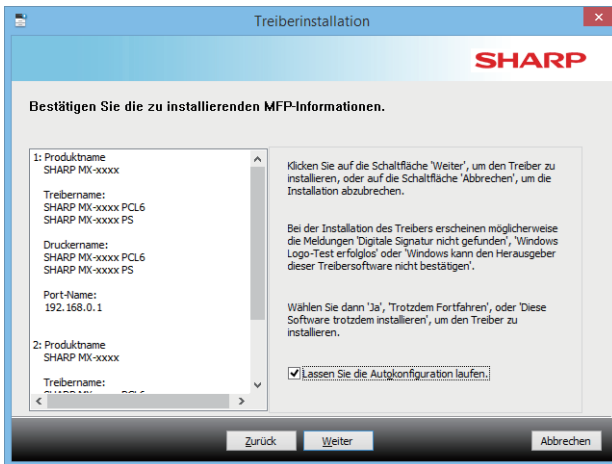 Treiberinstallation
SHARP
Bestätigen Sie die zu installierenden MFP-Informationen.
1: Produktname
SHARP MX-xxxx
Treibername:
SHARP MX-xxxx PCL6
SHARP MX-xxxx PS
Druckername:
SHARP MX-xxxx PCL6
SHARP MX-xxxx PS
Port-Name:
192.168.0.1
2: Produktname
SHARP MX-xxxx
Treibername:
Klicken Sie auf die Schaltfläche 'Weiter', um den Treiber zu
installieren, oder auf die Schaltfläche 'Abbrechen', um die
Installation abzubrechen.
Bei der Installation des Treibers erscheinen möglicherweise
die Meldungen 'Digitale Signatur nicht gefunden', 'Windows
Logo-Test erfolglos' oder 'Windows kann den Herausgeber
dieser Treibersoftware nicht bestätigen'.
Wählen Sie dann 'Ja', 'Trotzdem Fortfahren', oder 'Diese
Software trotzdem installieren', um den Treiber zu
installieren.
Lassen Sie die Autokonfiguration laufen.
Zurück
Weiter
Abbrechen